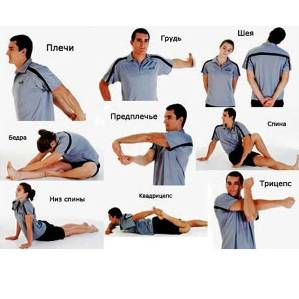 Плечи
Грудь
Шея
Бедра
Предплечье
Спина
Низ спины
Квадрицепс
Трицепс